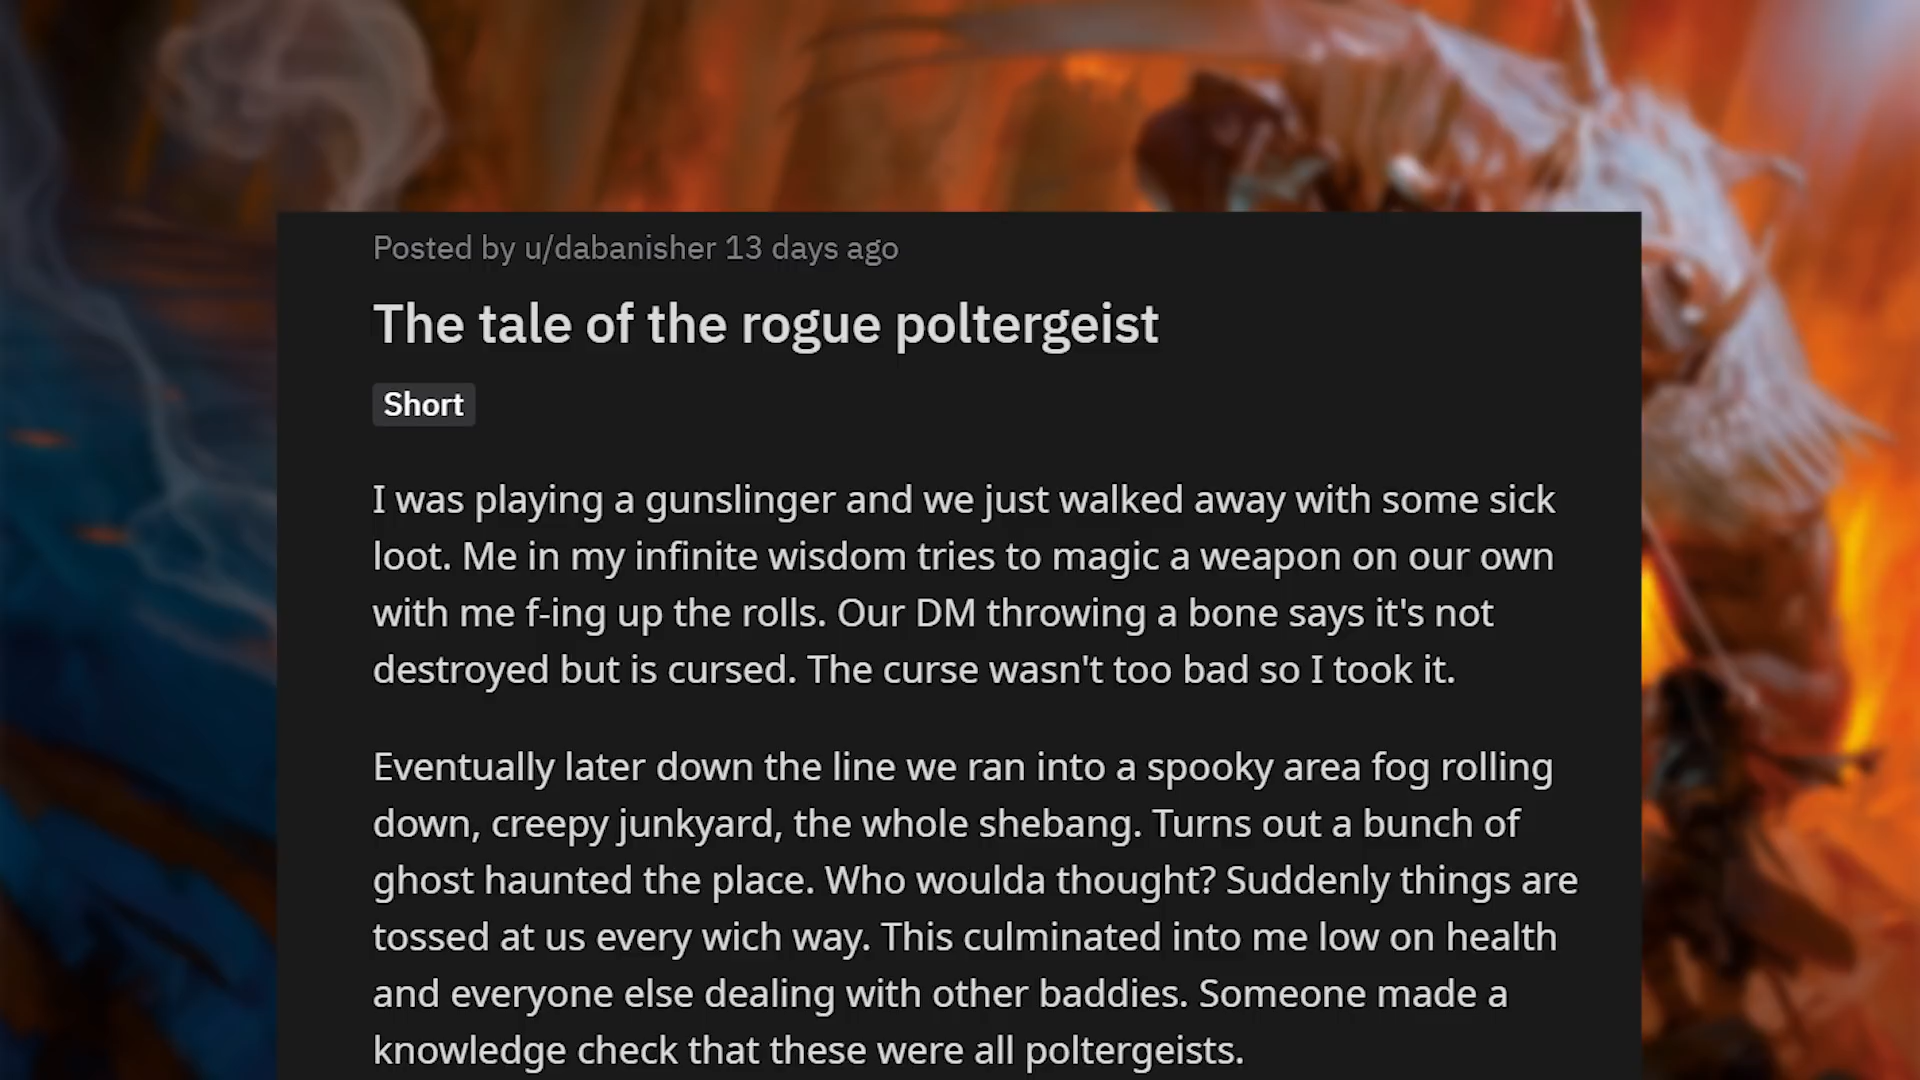 Posted by u/dabanisher 13 days ago
The tale of the rogue poltergeist
Short
I was playing a gunslinger and we just walked away with some sick
loot. Me in my infinite wisdom tries to magic a weapon on our own
with me f-ing up the rolls. Our DM throwing a bone says it's not
destroyed but is cursed. The curse wasn't too bad so I took it.
Eventually later down the line we ran into a spooky area fog rolling
down, creepy junkyard, the whole shebang. Turns out a bunch of
ghost haunted the place. Who woulda thought? Suddenly things are
tossed at us every wich way. This culminated into me low on health
and everyone else dealing with other baddies. Someone made a
knowledge check that these were all poltergeists.